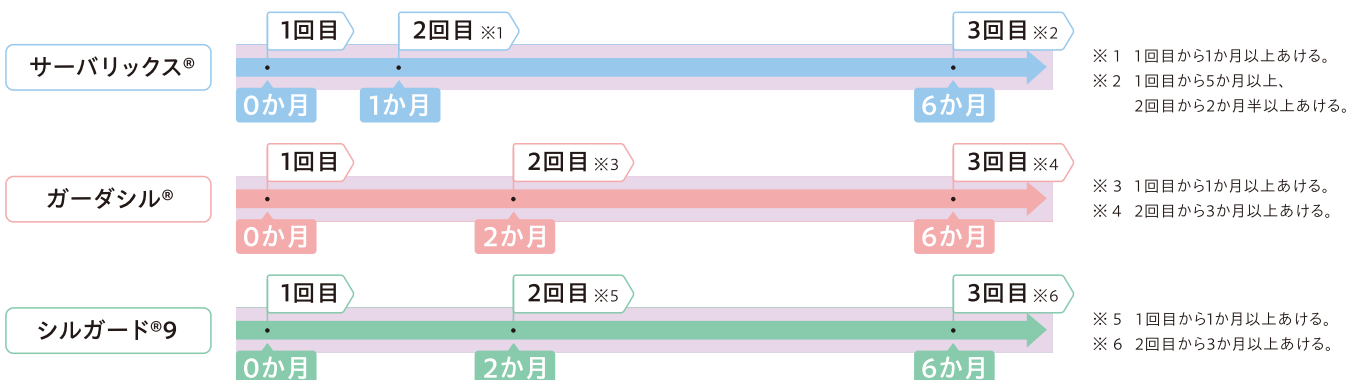 1回目
2回目 ※1
3回目 ※2
サーバリックス®
0か月
1か月
6か月
※1 1回目から1か月以上あける。
※2 1回目から5か月以上、
2回目から2か月半以上あける。
1回目
2回目 ※3
3回目 ※4
ガーダシル®
0か月
2か月
6か月
※3 1回目から1か月以上あける。
※4 2回目から3か月以上あける。
1回目
2回目 ※5
3回目 ※6
シルガード®9
0か月
2か月
6か月
※5 1回目から1か月以上あける。
※6 2回目から3か月以上あける。